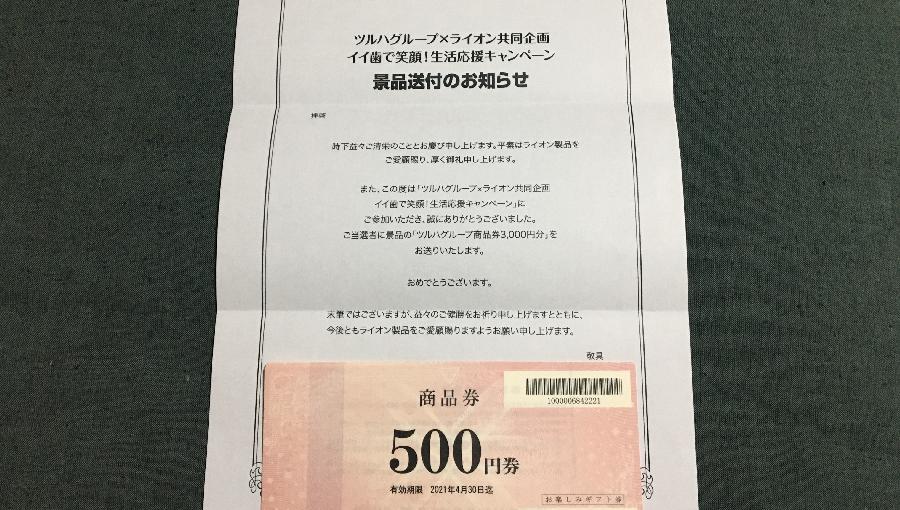 ツルハグループ×ライオン共同企画
イイ歯で笑顔！生活応援キャンペーン
景品送付のお知らせ
拝啓
時下益々ご清栄のこととお慶び申し上げます。平素はライオン製品を
ご愛顧賜り、厚く御礼申し上げます。
また、この度は「ツルハグループ×ライオン共同企画
イイ歯で笑顔！生活応援キャンペーン」に
ご参加いただき、誠にありがとうございました。
ご当選者に景品の「ツルハグループ商品券3,000円分」を
お送りいたします。
おめでとうございます。
末筆ではございますが、益々のご健勝をお祈り申し上げますとともに、
今後ともライオン製品をご愛顧賜りますようお願い申し上げます。
敬具
商品券
1000006842221
500円券
有効期限 2021年4月30日迄
お楽しみギフト券